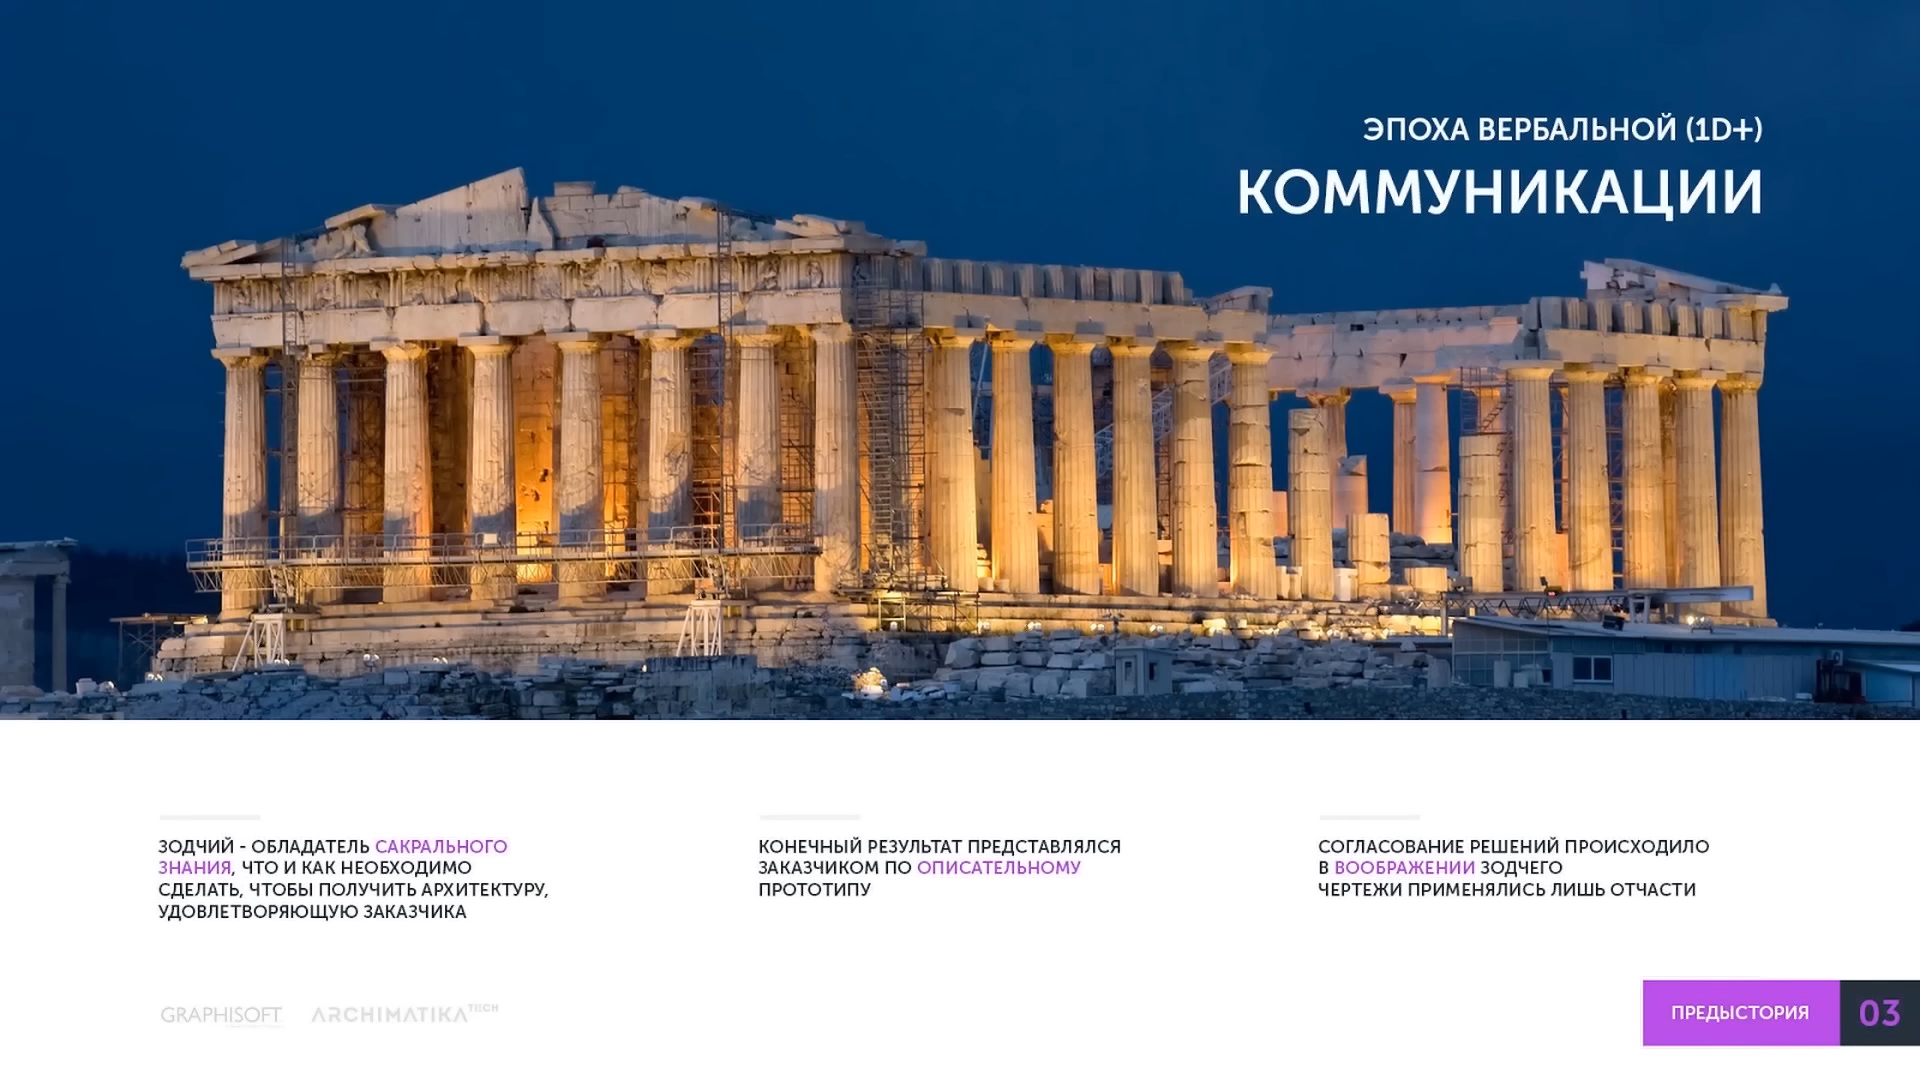 ЭПОХА ВЕРБАЛЬНОЙ (1D+)
КОММУНИКАЦИИ
ЗОДЧИЙ - ОБЛАДАТЕЛЬ САКРАЛЬНОГО
ЗНАНИЯ, ЧТО И КАК НЕОБХОДИМО
СДЕЛАТЬ, ЧТОБЫ ПОЛУЧИТЬ АРХИТЕКТУРУ,
УДОВЛЕТВОРЯЮЩУЮ ЗАКАЗЧИКА
КОНЕЧНЫЙ РЕЗУЛЬТАТ ПРЕДСТАВЛЯЛСЯ
ЗАКАЗЧИКОМ ПО ОПИСАТЕЛЬНОМУ
ПРОТОТИПУ
СОГЛАСОВАНИЕ РЕШЕНИЙ ПРОИСХОДИЛО
В ВООБРАЖЕНИИ ЗОДЧЕГО
ЧЕРТЕЖИ ПРИМЕНЯЛИСЬ ЛИШЬ ОТЧАСТИ
GRAPHISOFT
ARCHIMATIKA TECH
ПРЕДЫСТОРИЯ
03